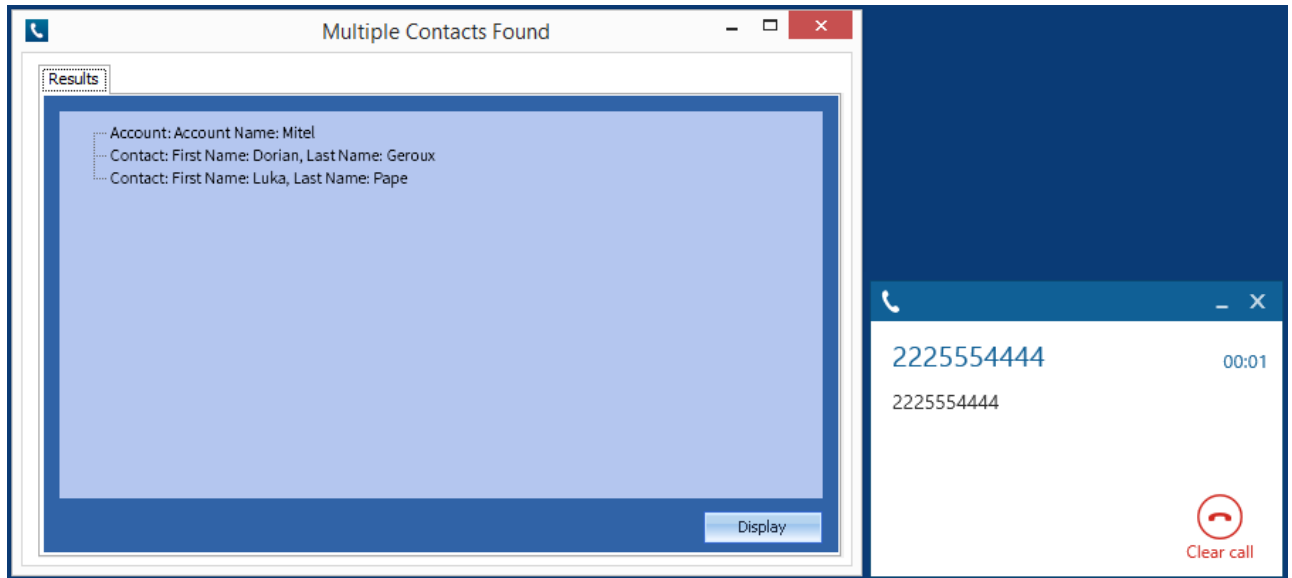 Multiple Contacts Found
Results
Account: Account Name: Mitel
Contact: First Name: Dorian, Last Name: Geroux
Contact: First Name: Luka, Last Name: Pape
Display
2225554444 00:01
2225554444
Clear call